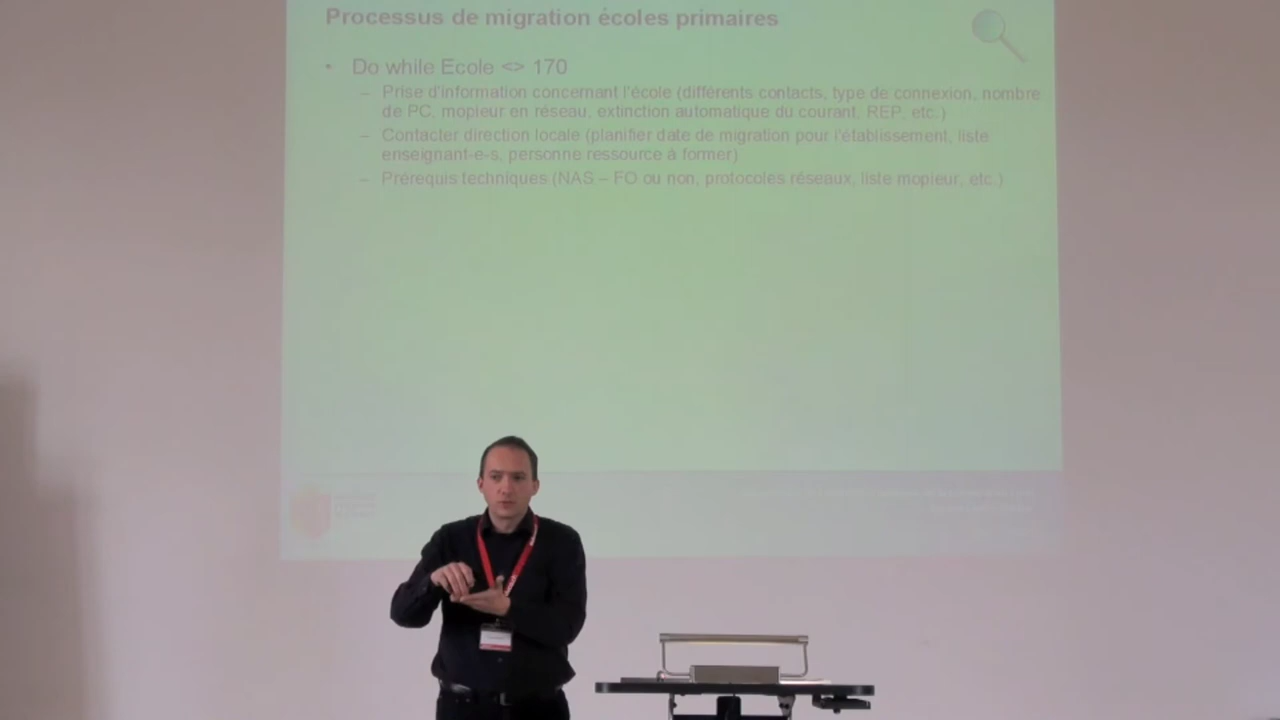 Processus de migration écoles primaires
• Do while Ecole <> 170
– Prise d'information concernant l'école (différents contacts, type de connexion, nombre
de PC, mopieur en réseau, extinction automatique du courant, REP, etc.)
– Contacter direction locale (planifier date de migration pour l'établissement, liste
enseignant-e-s, personne ressource à former)
– Prérequis techniques (NAS – FO ou non, protocoles réseaux, liste mopieur, etc.)